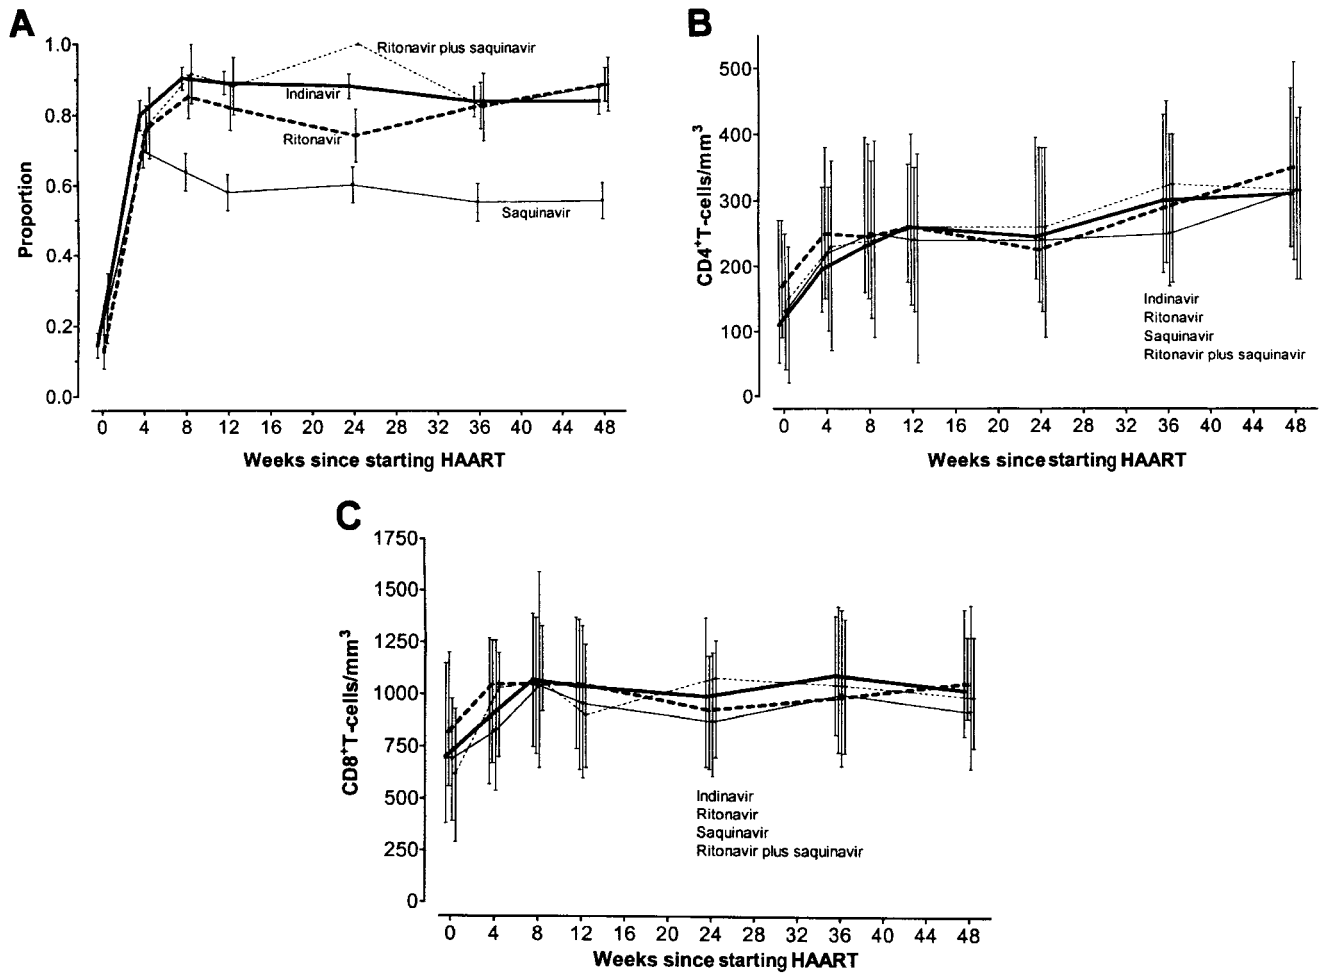 A
1.0
0.8
0.6
0.4
0.2
0.0
Proportion
Ritonavir plus saquinavir
Indinavir
Ritonavir
Saquinavir
0 4 8 12 16 20 24 28 32 36 40 44 48
Weeks since starting HAART
B
500
400
300
200
100
0
CD4+T-cells/mm3
Indinavir
Ritonavir
Saquinavir
Ritonavir plus saquinavir
0 4 8 12 16 20 24 28 32 36 40 44 48
Weeks since starting HAART
C
1750
1500
1250
1000
750
500
250
0
CD8+T-cells/mm3
Indinavir
Ritonavir
Saquinavir
Ritonavir plus saquinavir
0 4 8 12 16 20 24 28 32 36 40 44 48
Weeks since starting HAART